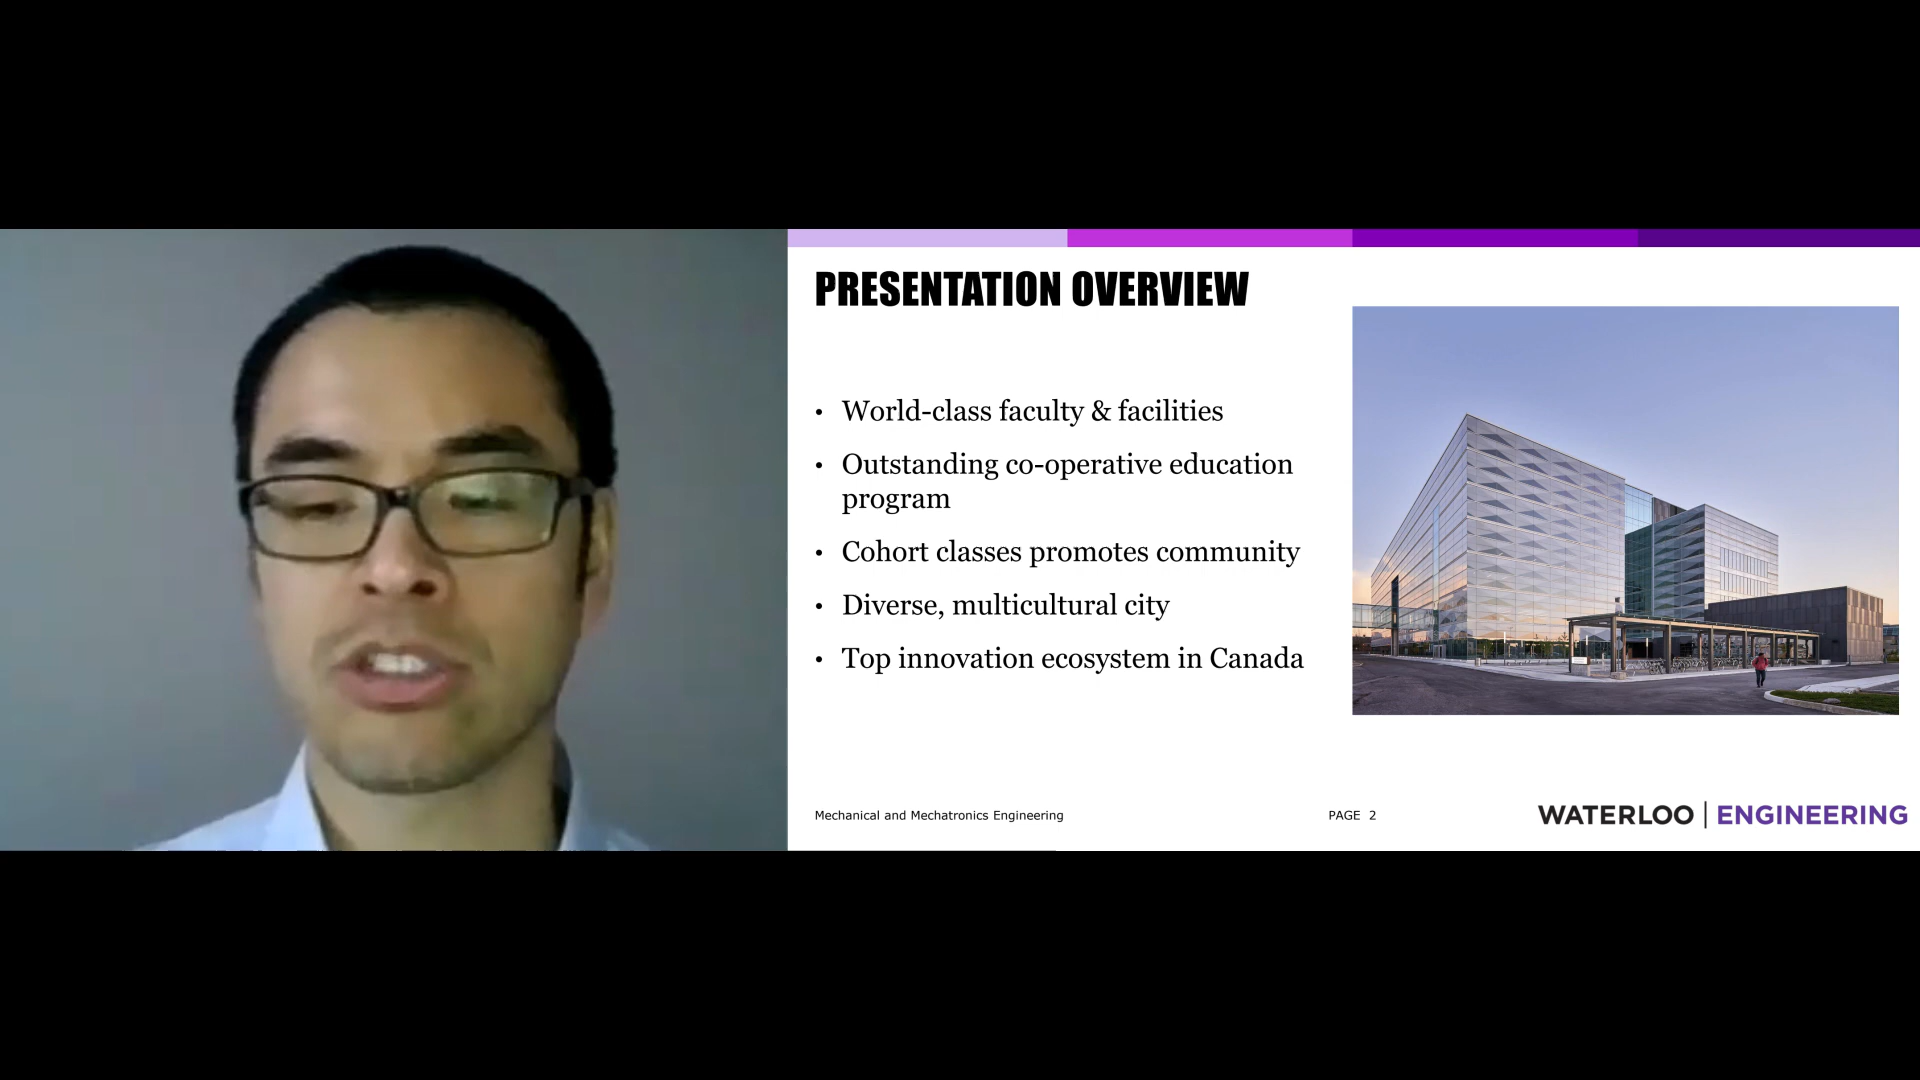 PRESENTATION OVERVIEW
• World-class faculty & facilities
• Outstanding co-operative education
program
• Cohort classes promotes community
• Diverse, multicultural city
• Top innovation ecosystem in Canada
Mechanical and Mechatronics Engineering
PAGE 2
WATERLOO | ENGINEERING